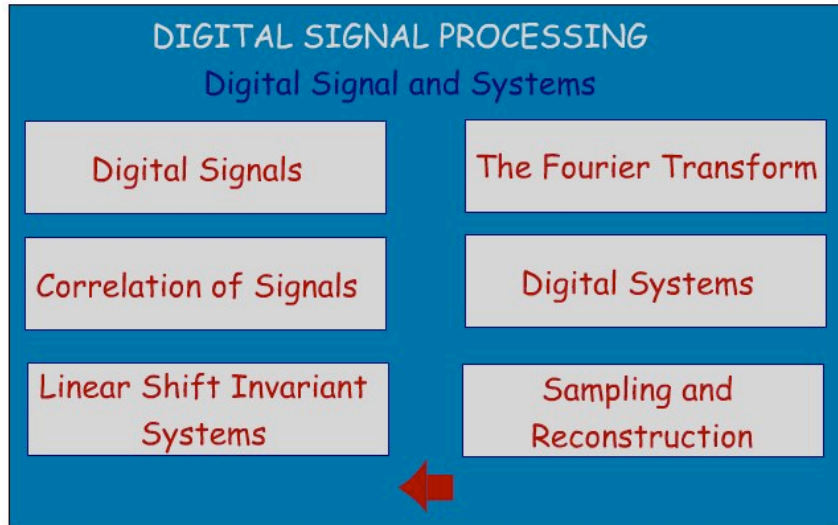 DIGITAL SIGNAL PROCESSING
Digital Signal and Systems
Digital Signals
The Fourier Transform
Correlation of Signals
Digital Systems
Linear Shift Invariant
Systems
Sampling and
Reconstruction